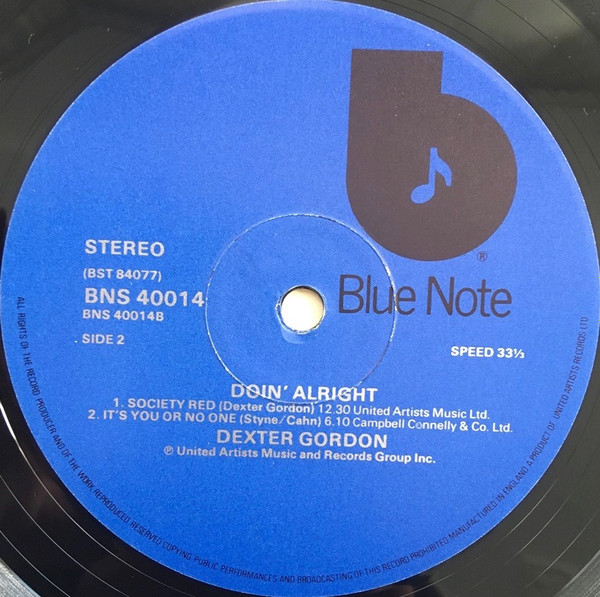 Blue Note
®
STEREO
(BST 84077)
BNS 40014
BNS 40014B
SIDE 2
SPEED 33⅓
DOIN' ALRIGHT
1. SOCIETY RED (Dexter Gordon) 12.30 United Artists Music Ltd.
2. IT'S YOU OR NO ONE (Styne/Cahn) 6.10 Campbell Connelly & Co. Ltd.
DEXTER GORDON
℗ United Artists Music and Records Group Inc.
ALL RIGHTS OF THE RECORD PRODUCER AND OF THE WORK REPRODUCED RESERVED COPYING PUBLIC PERFORMANCES AND BROADCASTING OF THIS RECORD PROHIBITED. MANUFACTURED IN ENGLAND. A PRODUCT OF UNITED ARTISTS RECORDS LTD